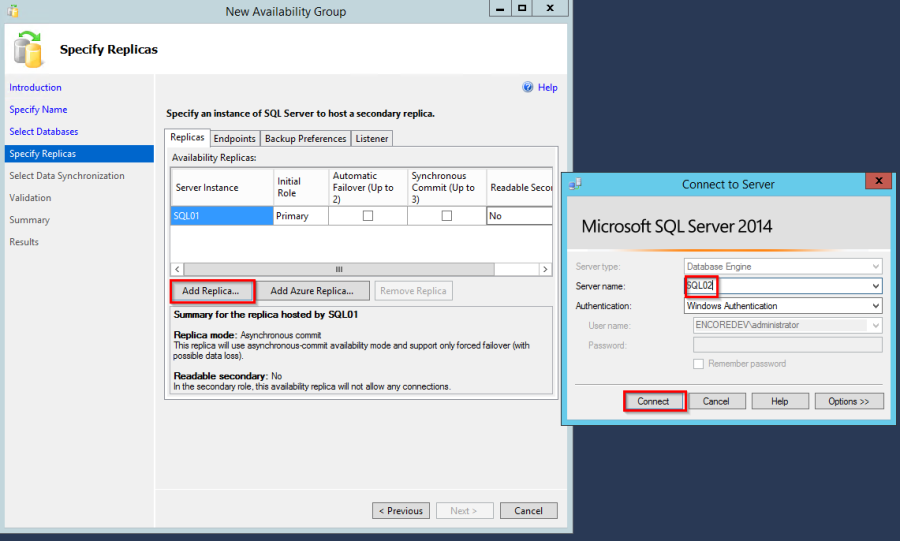 New Availability Group
Specify Replicas
Introduction
Specify Name
Select Databases
Specify Replicas
Select Data Synchronization
Validation
Summary
Results
Help
Specify an instance of SQL Server to host a secondary replica.
Replicas Endpoints Backup Preferences Listener
Availability Replicas:
Server Instance
Initial
Role
Automatic
Failover (Up to
2)
Synchronous
Commit (Up to
3)
Readable Secon
SQL01 Primary No
Add Replica... Add Azure Replica... Remove Replica
Summary for the replica hosted by SQL01
Replica mode: Asynchronous commit
This replica will use asynchronous-commit availability mode and support only forced failover (with
possible data loss).
Readable secondary: No
In the secondary role, this availability replica will not allow any connections.
< Previous Next > Cancel
Connect to Server
Microsoft SQL Server 2014
Server type: Database Engine
Server name: SQL02
Authentication: Windows Authentication
User name: ENCOREDEV\administrator
Password:
Remember password
Connect Cancel Help Options >>